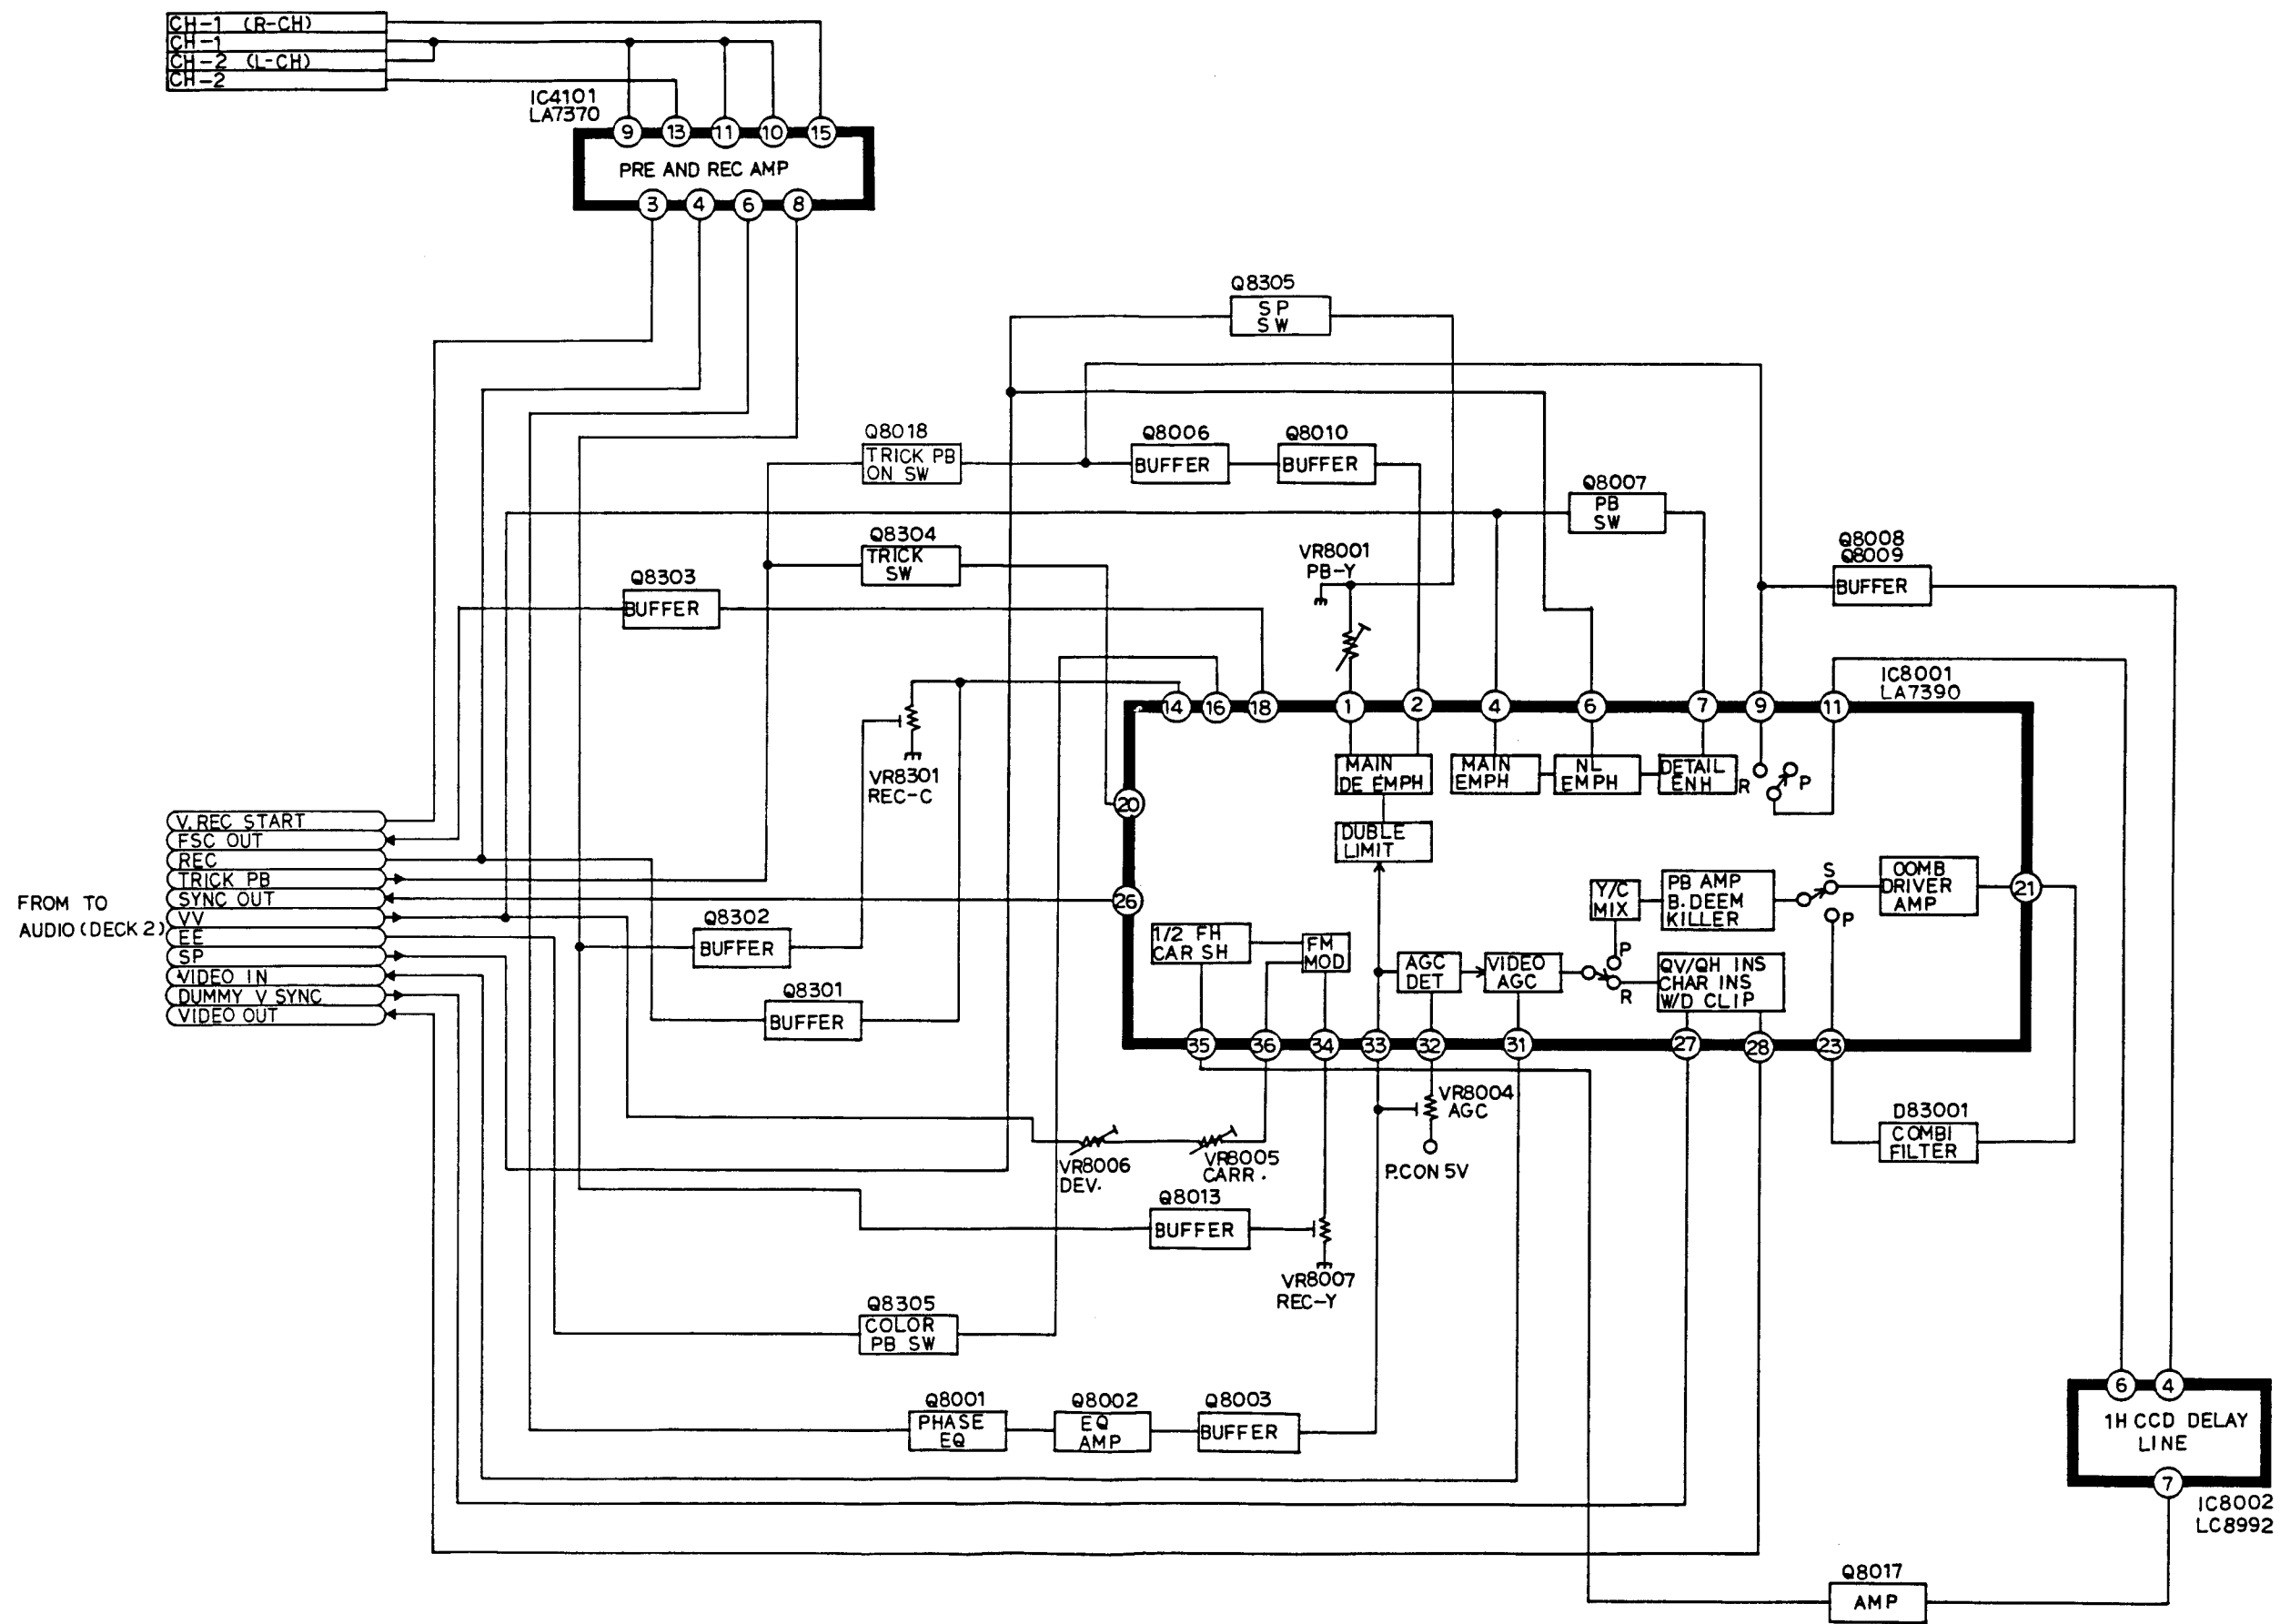 CH-1 (R-CH)
CH-1
CH-2 (L-CH)
CH-2
IC4101
LA7370
9 13 11 10 15
PRE AND REC AMP
3 4 6 8
Q8305
SP
SW
Q8018
TRICK PB
ON SW
Q8006
BUFFER
Q8010
BUFFER
Q8007
PB
SW
Q8304
TRICK
SW
Q8008
Q8009
BUFFER
Q8303
BUFFER
VR8001
PB-Y
IC8001
LA7390
14 16 18 1 2 4 6 7 9 11
VR8301
REC-C
MAIN
DE EMPH
MAIN
EMPH
NL
EMPH
DETAIL
ENH
R
P
20
DUBLE
LIMIT
FROM TO
AUDIO (DECK 2)
V.REC START
FSC OUT
REC
TRICK PB
SYNC OUT
VV
EE
SP
VIDEO IN
DUMMY V SYNC
VIDEO OUT
Q8302
BUFFER
Q8301
BUFFER
26
Y/C
MIX
PB AMP
B.DEEM
KILLER
S
P
OOMB
DRIVER
AMP
21
1/2 FH
CAR SH
FM
MOD
AGC
DET
VIDEO
AGC
P
R
QV/QH INS
CHAR INS
W/D CLIP
35 36 34 33 32 31 27 28 23
VR8004
AGC
P.CON 5V
D83001
COMBI
FILTER
VR8006
DEV.
VR8005
CARR.
Q8013
BUFFER
VR8007
REC-Y
Q8305
COLOR
PB SW
Q8001
PHASE
EQ
Q8002
EQ
AMP
Q8003
BUFFER
6 4
1H CCD DELAY
LINE
7
IC8002
LC8992
Q8017
AMP